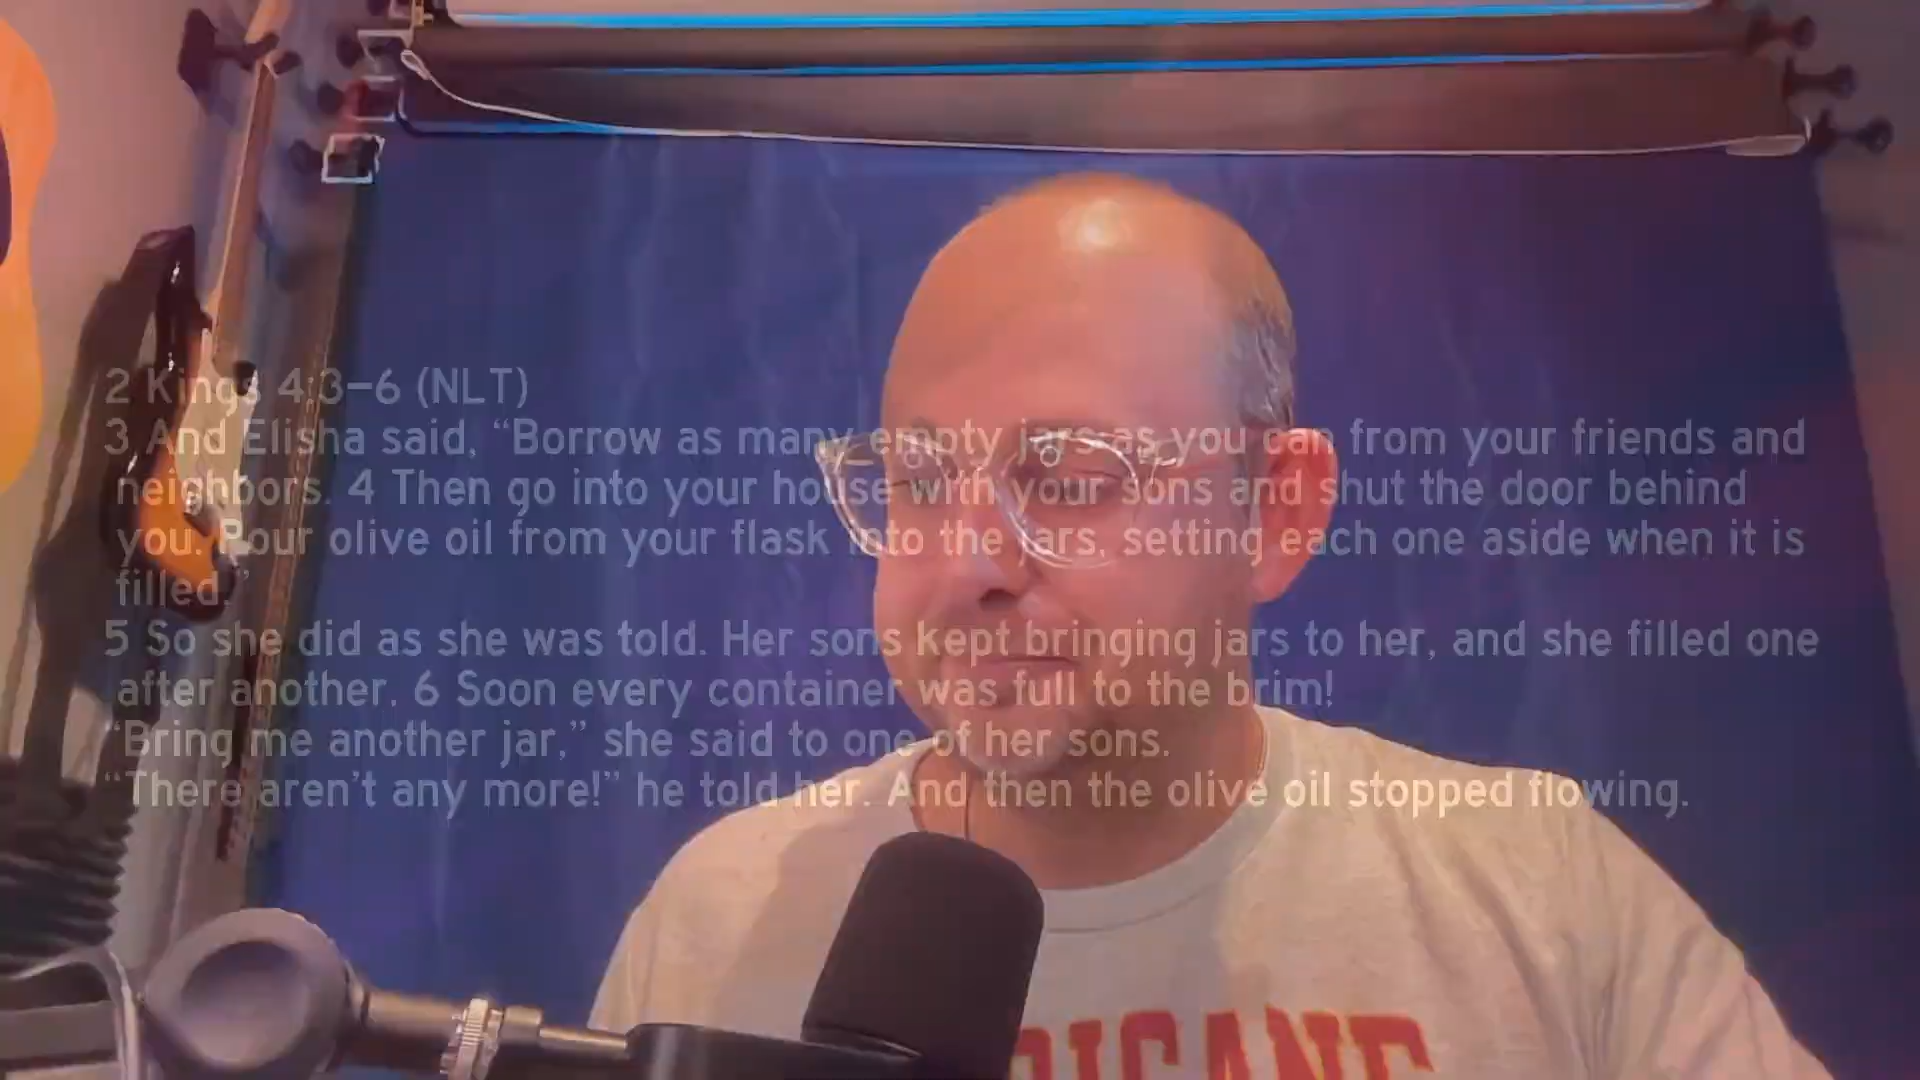 2 Kings 4:3–6 (NLT)
3 And Elisha said, “Borrow as many empty jars as you can from your friends and
neighbors. 4 Then go into your house with your sons and shut the door behind
you. Pour olive oil from your flask into the jars, setting each one aside when it is
filled.”
5 So she did as she was told. Her sons kept bringing jars to her, and she filled one
after another. 6 Soon every container was full to the brim!
“Bring me another jar,” she said to one of her sons.
“There aren’t any more!” he told her. And then the olive oil stopped flowing.